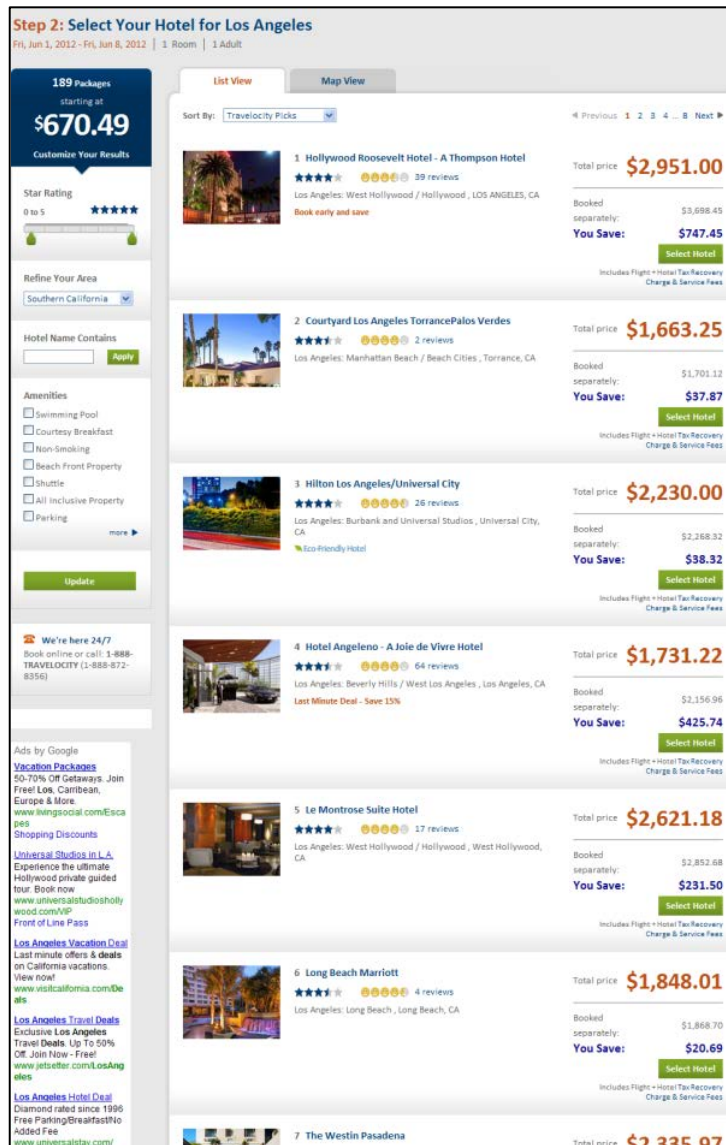 Step 2: Select Your Hotel for Los Angeles
Fri, Jun 1, 2012 - Fri, Jun 8, 2012 | 1 Room | 1 Adult
189 Packages
starting at
$670.49
Customize Your Results
Star Rating
0 to 5
Refine Your Area
Southern California
Hotel Name Contains
Apply
Amenities
Swimming Pool
Courtesy Breakfast
Non-Smoking
Beach Front Property
Shuttle
All Inclusive Property
Parking
more
Update
We're here 24/7
Book online or call: 1-888-
TRAVELOCITY (1-888-872-
8356)
Ads by Google
Vacation Packages
50-70% Off Getaways. Join
Free! Los, Carribean,
Europe & More.
www.livingsocial.com/Esca
pes
Shopping Discounts
Universal Studios in L.A.
Experience the ultimate
Hollywood private guided
tour. Book now
www.universalstudiosholly
wood.com/VIP
Front of Line Pass
Los Angeles Vacation Deal
Last minute offers & deals
on California vacations.
View now!
www.visitcalifornia.com/De
als
Los Angeles Travel Deals
Exclusive Los Angeles
Travel Deals. Up To 50%
Off. Join Now - Free!
www.jetsetter.com/LosAng
eles
Los Angeles Hotel Deal
Diamond rated since 1996
Free Parking/Breakfast/No
Added Fee
www.universalstay.com/
List View
Map View
Sort By: Travelocity Picks
Previous 1 2 3 4 ... 8 Next
1 Hollywood Roosevelt Hotel - A Thompson Hotel
39 reviews
Los Angeles: West Hollywood / Hollywood , LOS ANGELES, CA
Book early and save
Total price $2,951.00
Booked
separately: $3,698.45
You Save: $747.45
Select Hotel
Includes Flight + Hotel Tax Recovery
Charge & Service Fees
2 Courtyard Los Angeles TorrancePalos Verdes
2 reviews
Los Angeles: Manhattan Beach / Beach Cities , Torrance, CA
Total price $1,663.25
Booked
separately: $1,701.12
You Save: $37.87
Select Hotel
Includes Flight + Hotel Tax Recovery
Charge & Service Fees
3 Hilton Los Angeles/Universal City
26 reviews
Los Angeles: Burbank and Universal Studios , Universal City,
CA
Eco-Friendly Hotel
Total price $2,230.00
Booked
separately: $2,268.32
You Save: $38.32
Select Hotel
Includes Flight + Hotel Tax Recovery
Charge & Service Fees
4 Hotel Angeleno - A Joie de Vivre Hotel
64 reviews
Los Angeles: Beverly Hills / West Los Angeles , Los Angeles, CA
Last Minute Deal - Save 15%
Total price $1,731.22
Booked
separately: $2,156.96
You Save: $425.74
Select Hotel
Includes Flight + Hotel Tax Recovery
Charge & Service Fees
5 Le Montrose Suite Hotel
17 reviews
Los Angeles: West Hollywood / Hollywood , West Hollywood,
CA
Total price $2,621.18
Booked
separately: $2,852.68
You Save: $231.50
Select Hotel
Includes Flight + Hotel Tax Recovery
Charge & Service Fees
6 Long Beach Marriott
4 reviews
Los Angeles: Long Beach , Long Beach, CA
Total price $1,848.01
Booked
separately: $1,868.70
You Save: $20.69
Select Hotel
Includes Flight + Hotel Tax Recovery
Charge & Service Fees
7 The Westin Pasadena
Total price $2,335.97